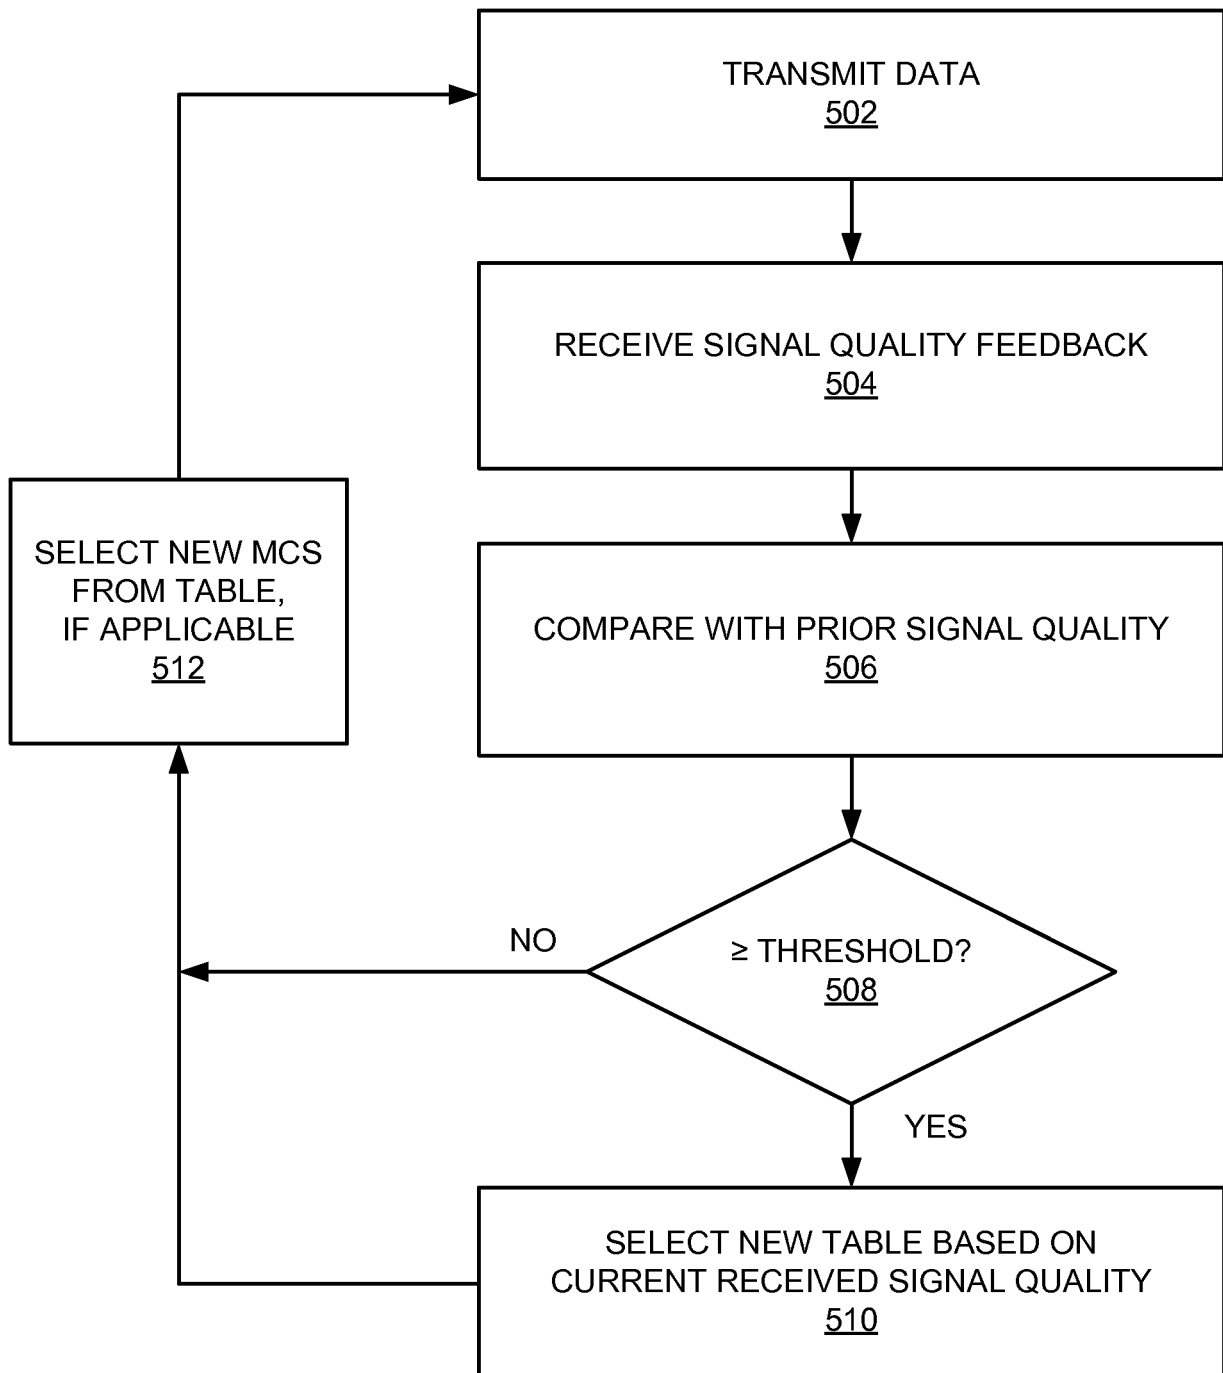 TRANSMIT DATA
502
RECEIVE SIGNAL QUALITY FEEDBACK
504
SELECT NEW MCS
FROM TABLE,
IF APPLICABLE
512
COMPARE WITH PRIOR SIGNAL QUALITY
506
NO
≥ THRESHOLD?
508
YES
SELECT NEW TABLE BASED ON
CURRENT RECEIVED SIGNAL QUALITY
510